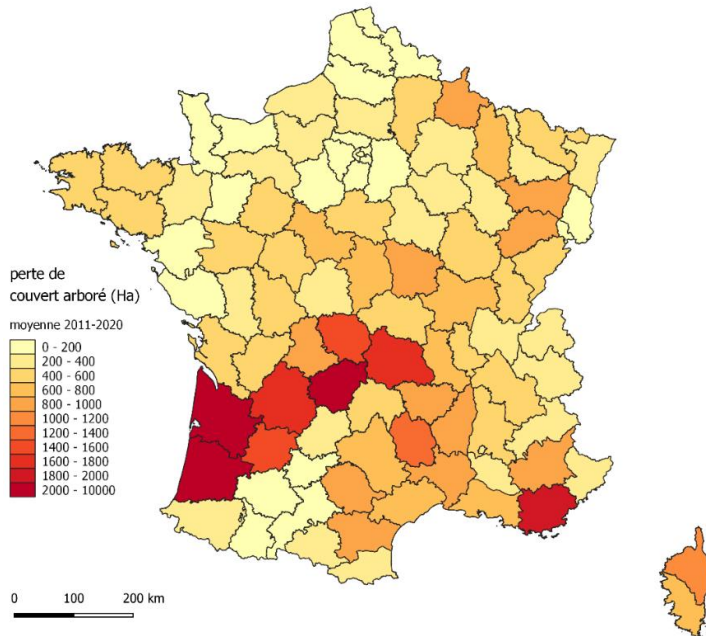 perte de
couvert arboré (Ha)
moyenne 2011-2020
0 - 200
200 - 400
400 - 600
600 - 800
800 - 1000
1000 - 1200
1200 - 1400
1400 - 1600
1600 - 1800
1800 - 2000
2000 - 10000
0 100 200 km